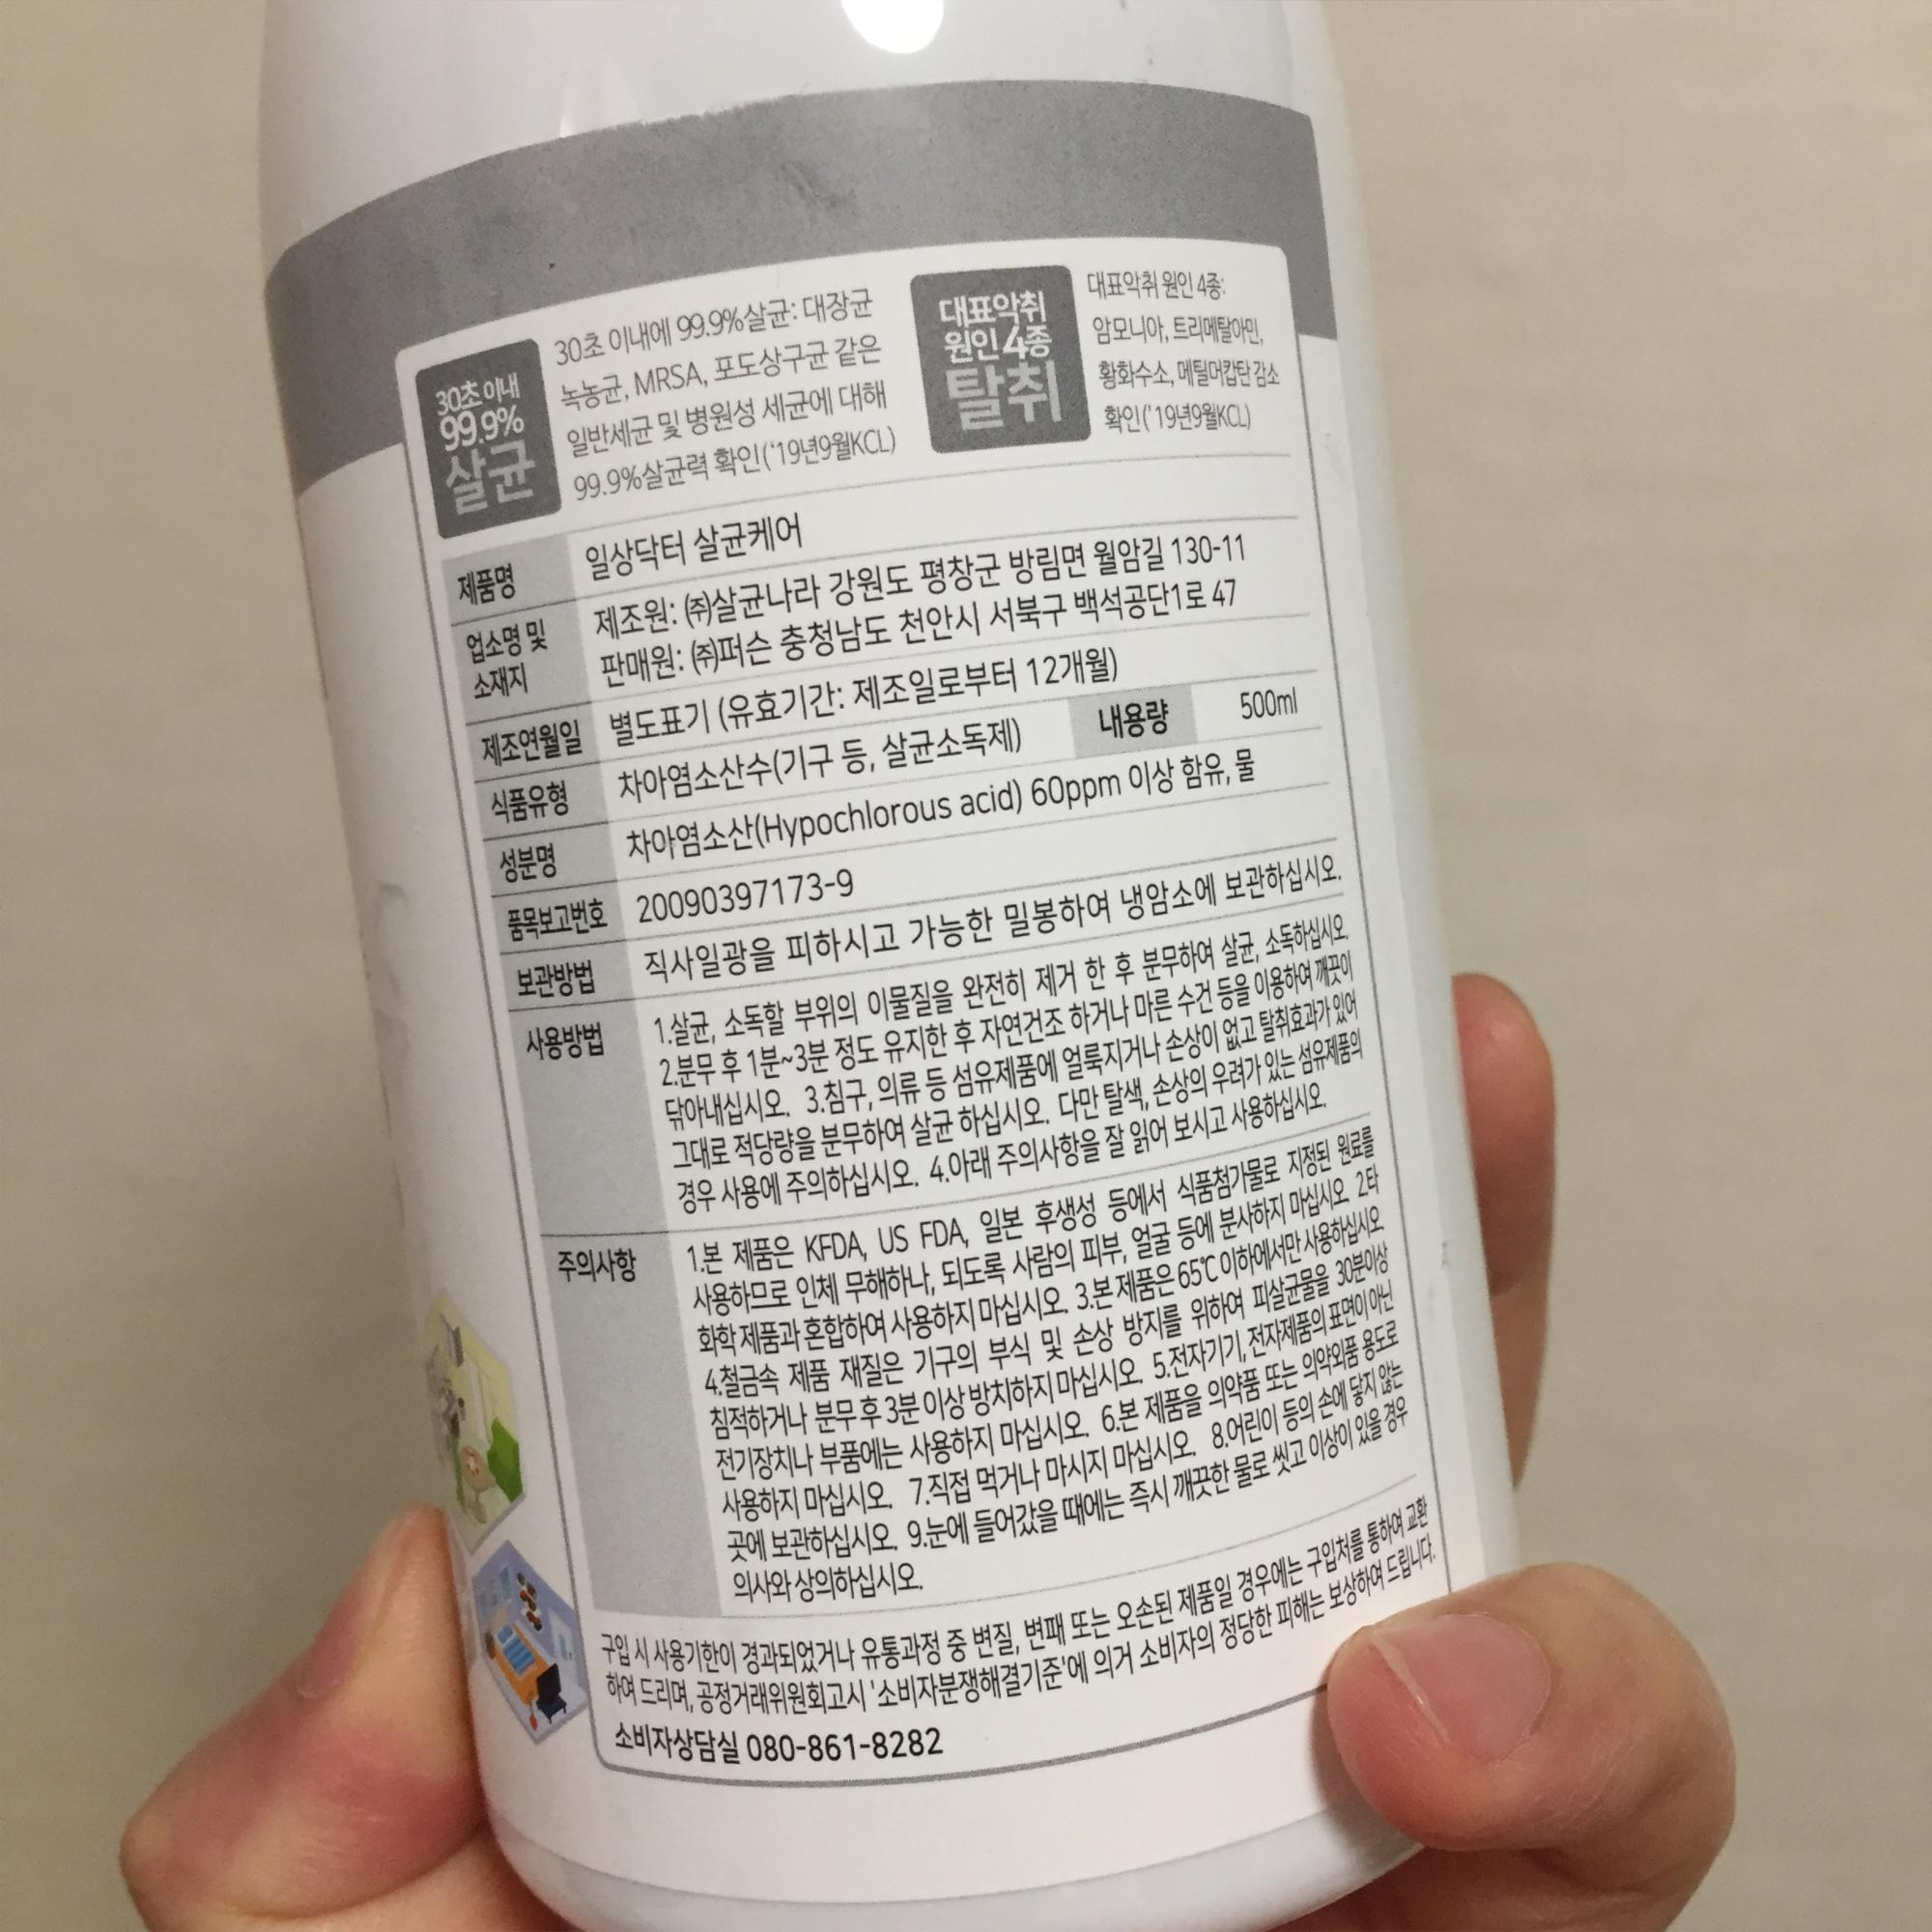 30초 이내
99.9%
살균
30초 이내에 99.9%살균: 대장균
녹농균, MRSA, 포도상구균 같은
일반세균 및 병원성 세균에 대해
99.9%살균력 확인('19년9월KCL)
대표악취
원인 4종
탈취
대표악취 원인 4종:
암모니아, 트리메탈아민,
황화수소, 메틸머캅탄 감소
확인('19년9월KCL)
제품명 일상닥터 살균케어
업소명 및
소재지
제조원: ㈜살균나라 강원도 평창군 방림면 월암길 130-11
판매원: ㈜퍼슨 충청남도 천안시 서북구 백석공단1로 47
제조연월일 별도표기 (유효기간: 제조일로부터 12개월)
식품유형 차아염소산수(기구 등, 살균소독제) 내용량 500ml
성분명 차아염소산(Hypochlorous acid) 60ppm 이상 함유, 물
품목보고번호 20090397173-9
보관방법 직사일광을 피하시고 가능한 밀봉하여 냉암소에 보관하십시오.
사용방법 1.살균, 소독할 부위의 이물질을 완전히 제거 한 후 분무하여 살균, 소독하십시오.
2.분무 후 1분~3분 정도 유지한 후 자연건조 하거나 마른 수건 등을 이용하여 깨끗이
닦아내십시오. 3.침구, 의류 등 섬유제품에 얼룩지거나 손상이 없고 탈취효과가 있어
그대로 적당량을 분무하여 살균 하십시오. 다만 탈색, 손상의 우려가 있는 섬유제품의
경우 사용에 주의하십시오. 4.아래 주의사항을 잘 읽어 보시고 사용하십시오.
주의사항 1.본 제품은 KFDA, US FDA, 일본 후생성 등에서 식품첨가물로 지정된 원료를
사용하므로 인체 무해하나, 되도록 사람의 피부, 얼굴 등에 분사하지 마십시오 2.타
화학 제품과 혼합하여 사용하지 마십시오. 3.본 제품은 65℃ 이하에서만 사용하십시오.
4.철금속 제품 재질은 기구의 부식 및 손상 방지를 위하여 피살균물을 30분이상
침적하거나 분무 후 3분 이상 방치하지 마십시오. 5.전자기기, 전자제품의 표면이 아닌
전기장치나 부품에는 사용하지 마십시오. 6.본 제품을 의약품 또는 의약외품 용도로
사용하지 마십시오. 7.직접 먹거나 마시지 마십시오. 8.어린이 등의 손에 닿지 않는
곳에 보관하십시오. 9.눈에 들어갔을 때에는 즉시 깨끗한 물로 씻고 이상이 있을 경우
의사와 상의하십시오.
구입 시 사용기한이 경과되었거나 유통과정 중 변질, 변패 또는 오손된 제품일 경우에는 구입처를 통하여 교환
하여 드리며, 공정거래위원회고시 '소비자분쟁해결기준'에 의거 소비자의 정당한 피해는 보상하여 드립니다.
소비자상담실 080-861-8282